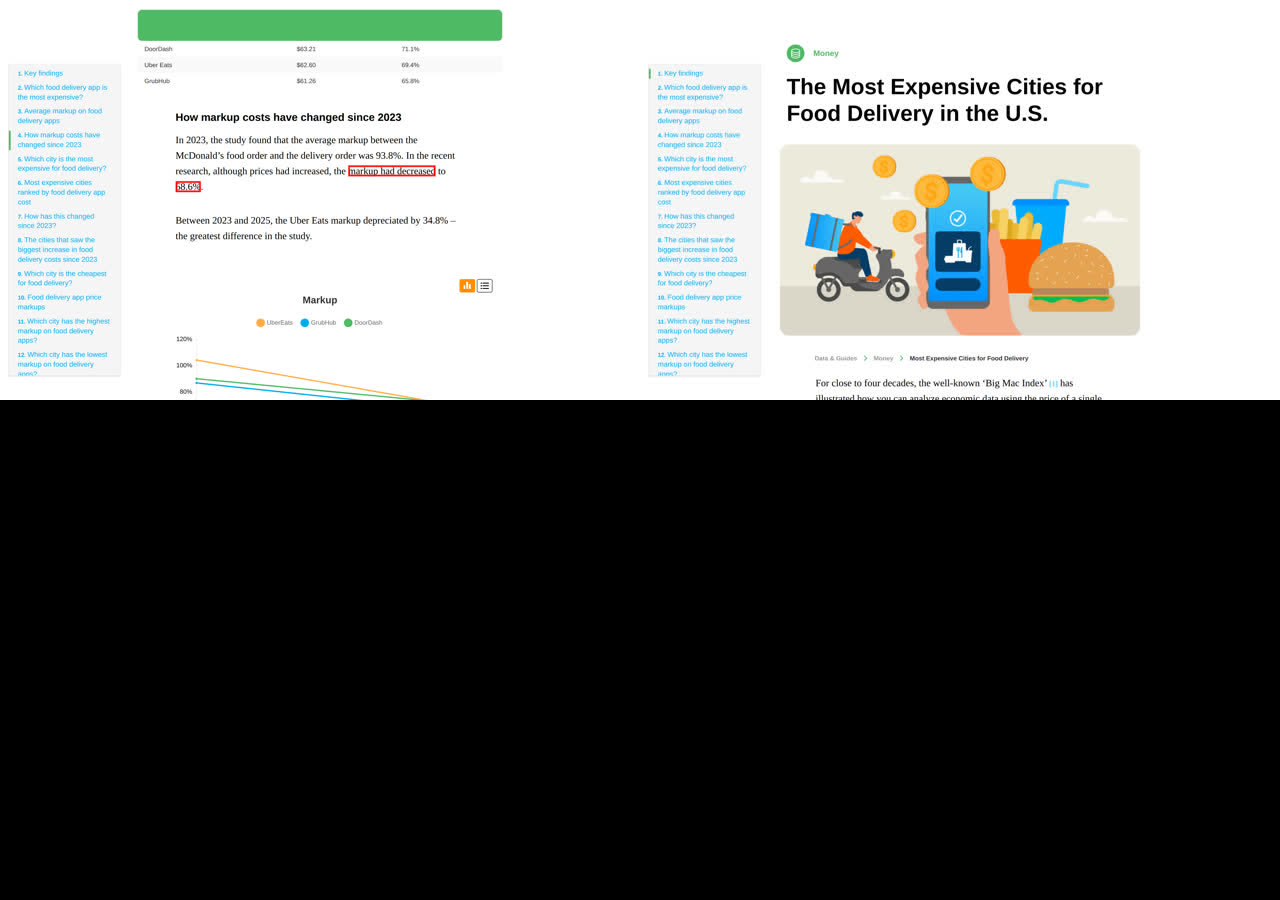 DoorDash $63.21 71.1%
Uber Eats $62.60 69.4%
GrubHub $61.26 65.8%
1. Key findings
2. Which food delivery app is
the most expensive?
3. Average markup on food
delivery apps
4. How markup costs have
changed since 2023
5. Which city is the most
expensive for food delivery?
6. Most expensive cities
ranked by food delivery app
cost
7. How has this changed
since 2023?
8. The cities that saw the
biggest increase in food
delivery costs since 2023
9. Which city is the cheapest
for food delivery?
10. Food delivery app price
markups
11. Which city has the highest
markup on food delivery
apps?
12. Which city has the lowest
markup on food delivery
apps?
How markup costs have changed since 2023
In 2023, the study found that the average markup between the
McDonald’s food order and the delivery order was 93.8%. In the recent
research, although prices had increased, the markup had decreased to
68.6%.
Between 2023 and 2025, the Uber Eats markup depreciated by 34.8% –
the greatest difference in the study.
Markup
UberEats GrubHub DoorDash
120%
100%
80%
1. Key findings
2. Which food delivery app is
the most expensive?
3. Average markup on food
delivery apps
4. How markup costs have
changed since 2023
5. Which city is the most
expensive for food delivery?
6. Most expensive cities
ranked by food delivery app
cost
7. How has this changed
since 2023?
8. The cities that saw the
biggest increase in food
delivery costs since 2023
9. Which city is the cheapest
for food delivery?
10. Food delivery app price
markups
11. Which city has the highest
markup on food delivery
apps?
12. Which city has the lowest
markup on food delivery
apps?
Money
The Most Expensive Cities for
Food Delivery in the U.S.
Data & Guides > Money > Most Expensive Cities for Food Delivery
For close to four decades, the well-known ‘Big Mac Index’ [1] has
illustrated how you can analyze economic data using the price of a single